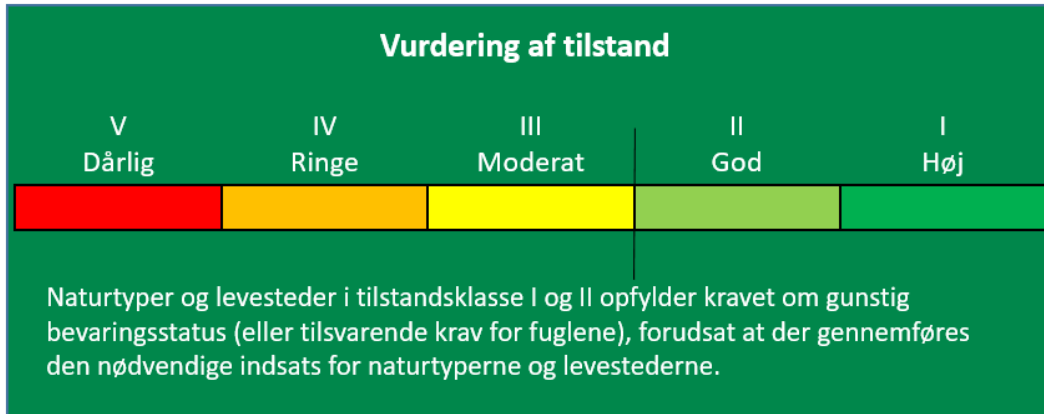 Vurdering af tilstand
V IV III II I
Dårlig Ringe Moderat God Høj
Naturtyper og levesteder i tilstandsklasse I og II opfylder kravet om gunstig
bevaringsstatus (eller tilsvarende krav for fuglene), forudsat at der gennemføres
den nødvendige indsats for naturtyperne og levestederne.